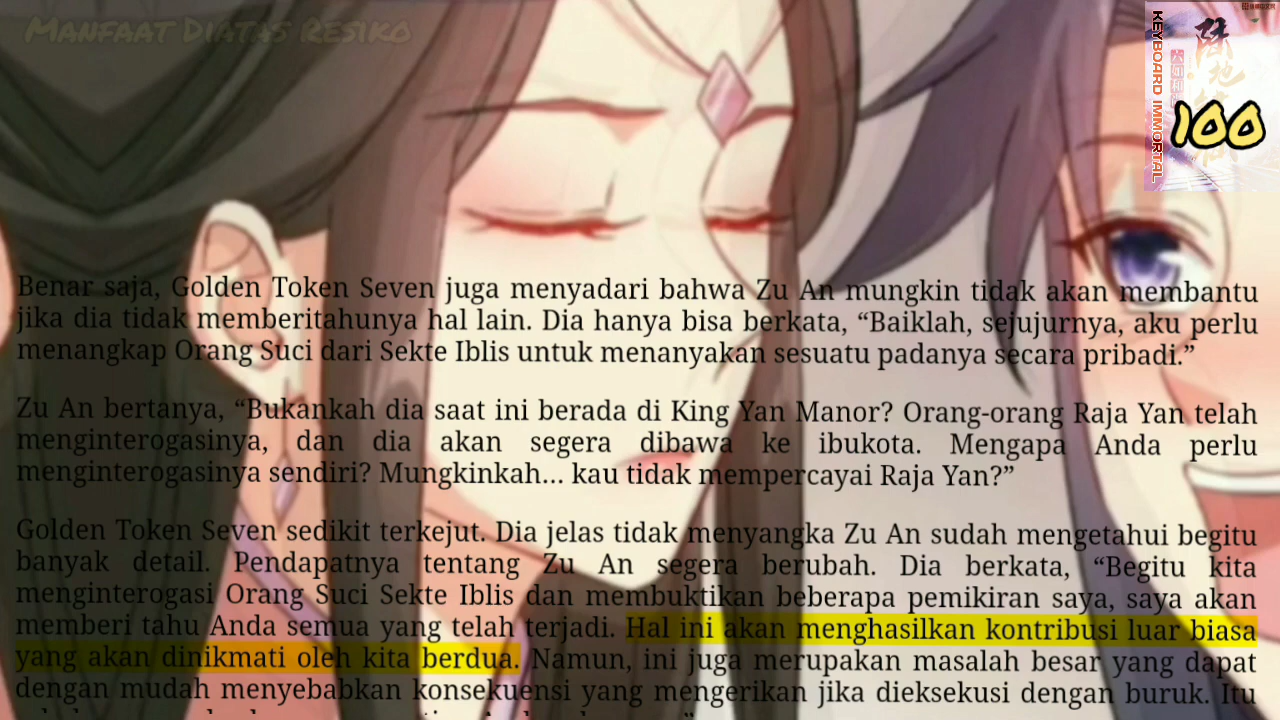 Manfaat Diatas Resiko
KEYBOARD IMMORTAL
100
Benar saja, Golden Token Seven juga menyadari bahwa Zu An mungkin tidak akan membantu
jika dia tidak memberitahunya hal lain. Dia hanya bisa berkata, “Baiklah, sejujurnya, aku perlu
menangkap Orang Suci dari Sekte Iblis untuk menanyakan sesuatu padanya secara pribadi.”
Zu An bertanya, “Bukankah dia saat ini berada di King Yan Manor? Orang-orang Raja Yan telah
menginterogasinya, dan dia akan segera dibawa ke ibukota. Mengapa Anda perlu
menginterogasinya sendiri? Mungkinkah… kau tidak mempercayai Raja Yan?”
Golden Token Seven sedikit terkejut. Dia jelas tidak menyangka Zu An sudah mengetahui begitu
banyak detail. Pendapatnya tentang Zu An segera berubah. Dia berkata, “Begitu kita
menginterogasi Orang Suci Sekte Iblis dan membuktikan beberapa pemikiran saya, saya akan
memberi tahu Anda semua yang telah terjadi. Hal ini akan menghasilkan kontribusi luar biasa
yang akan dinikmati oleh kita berdua. Namun, ini juga merupakan masalah besar yang dapat
dengan mudah menyebabkan konsekuensi yang mengerikan jika dieksekusi dengan buruk. Itu